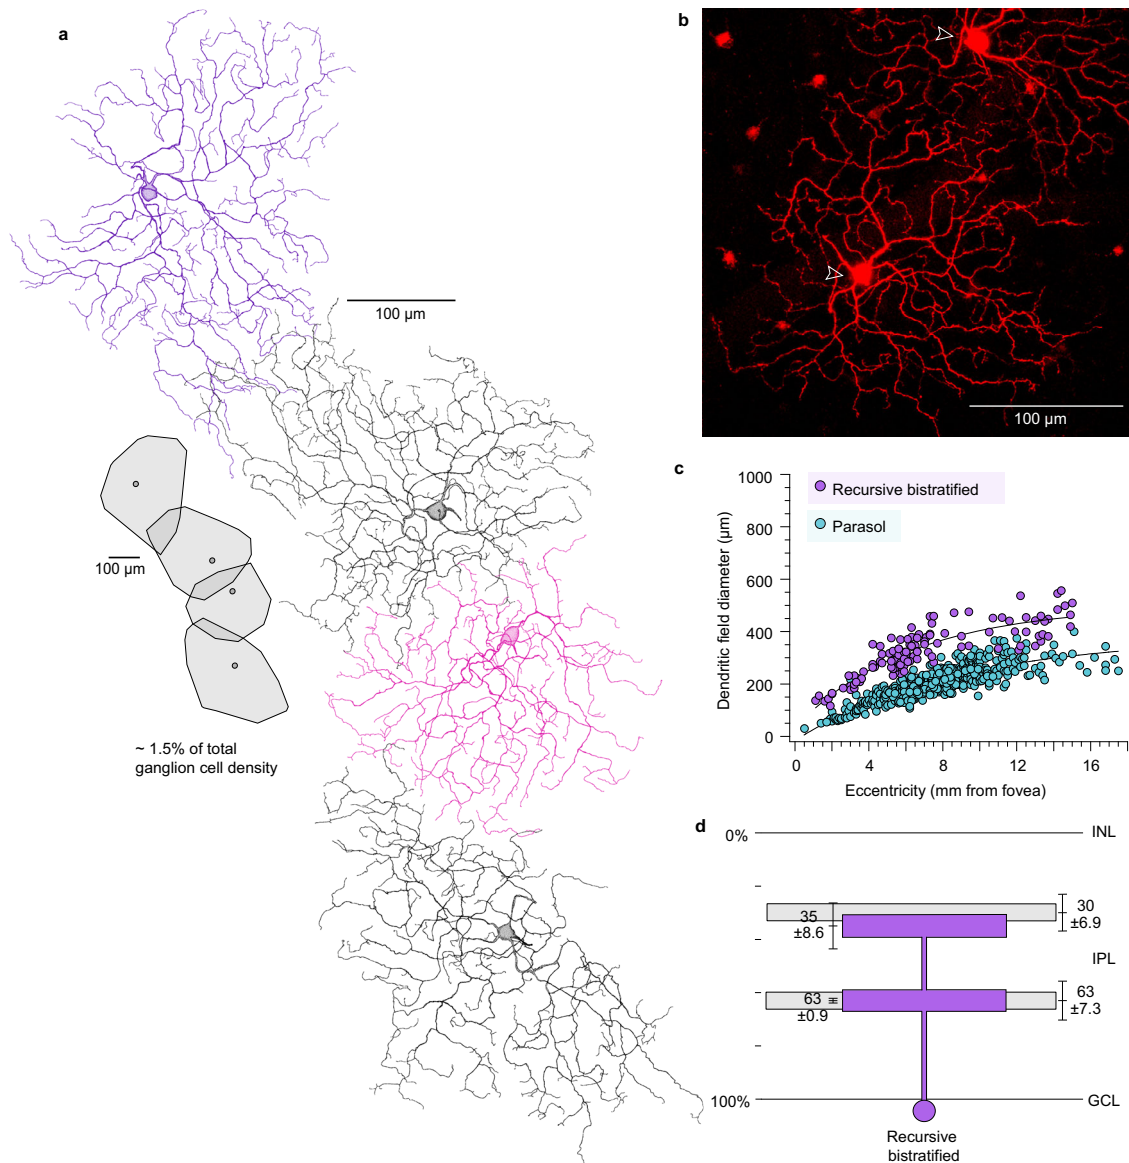 a
100 µm
100 µm
~ 1.5% of total
ganglion cell density
b
100 µm
c
Dendritic field diameter (µm)
1000
800
600
400
200
0
Recursive bistratified
Parasol
0 4 8 12 16
Eccentricity (mm from fovea)
d
0%
INL
35
±8.6
30
±6.9
IPL
63
±0.9
63
±7.3
100%
GCL
Recursive
bistratified